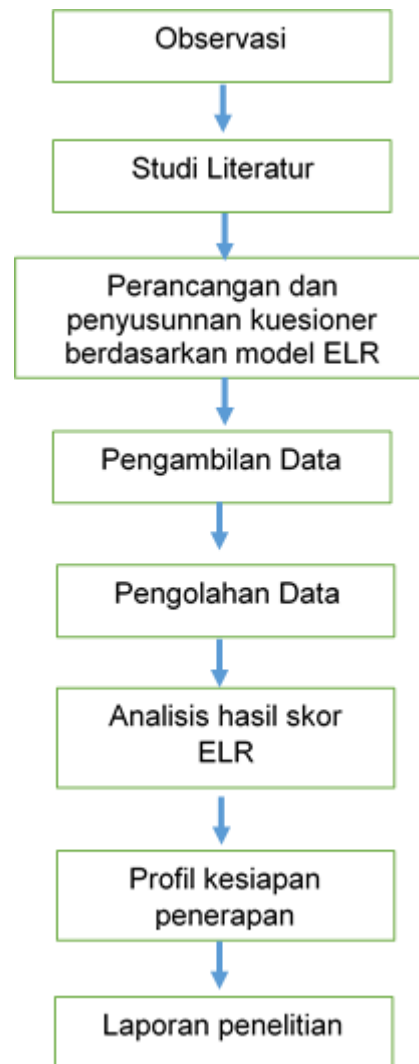 Observasi
Studi Literatur
Perancangan dan
penyusunnan kuesioner
berdasarkan model ELR
Pengambilan Data
Pengolahan Data
Analisis hasil skor
ELR
Profil kesiapan
penerapan
Laporan penelitian